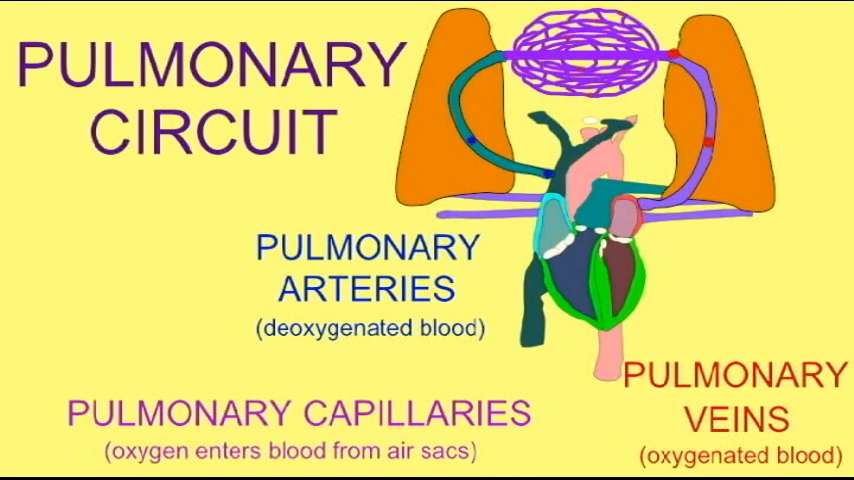 PULMONARY
CIRCUIT
PULMONARY
ARTERIES
(deoxygenated blood)
PULMONARY CAPILLARIES
(oxygen enters blood from air sacs)
PULMONARY
VEINS
(oxygenated blood)